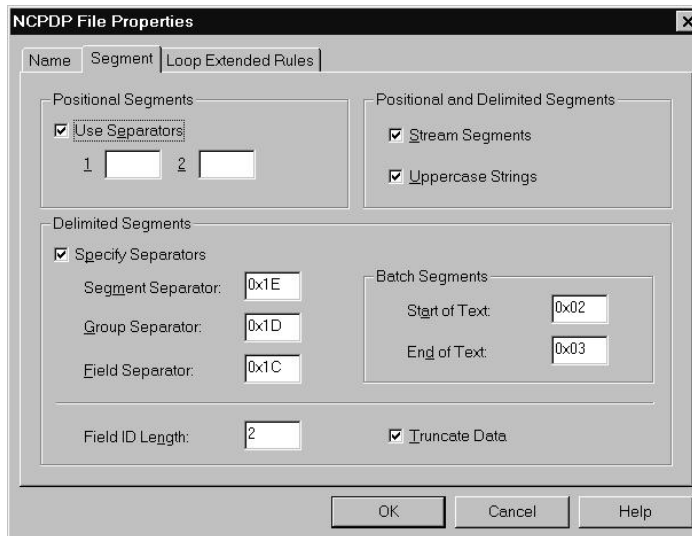 NCPDP File Properties
Name Segment Loop Extended Rules
Positional Segments
Use Separators
1 2
Positional and Delimited Segments
Stream Segments
Uppercase Strings
Delimited Segments
Specify Separators
Segment Separator: 0x1E
Group Separator: 0x1D
Field Separator: 0x1C
Batch Segments
Start of Text: 0x02
End of Text: 0x03
Field ID Length: 2
Truncate Data
OK Cancel Help